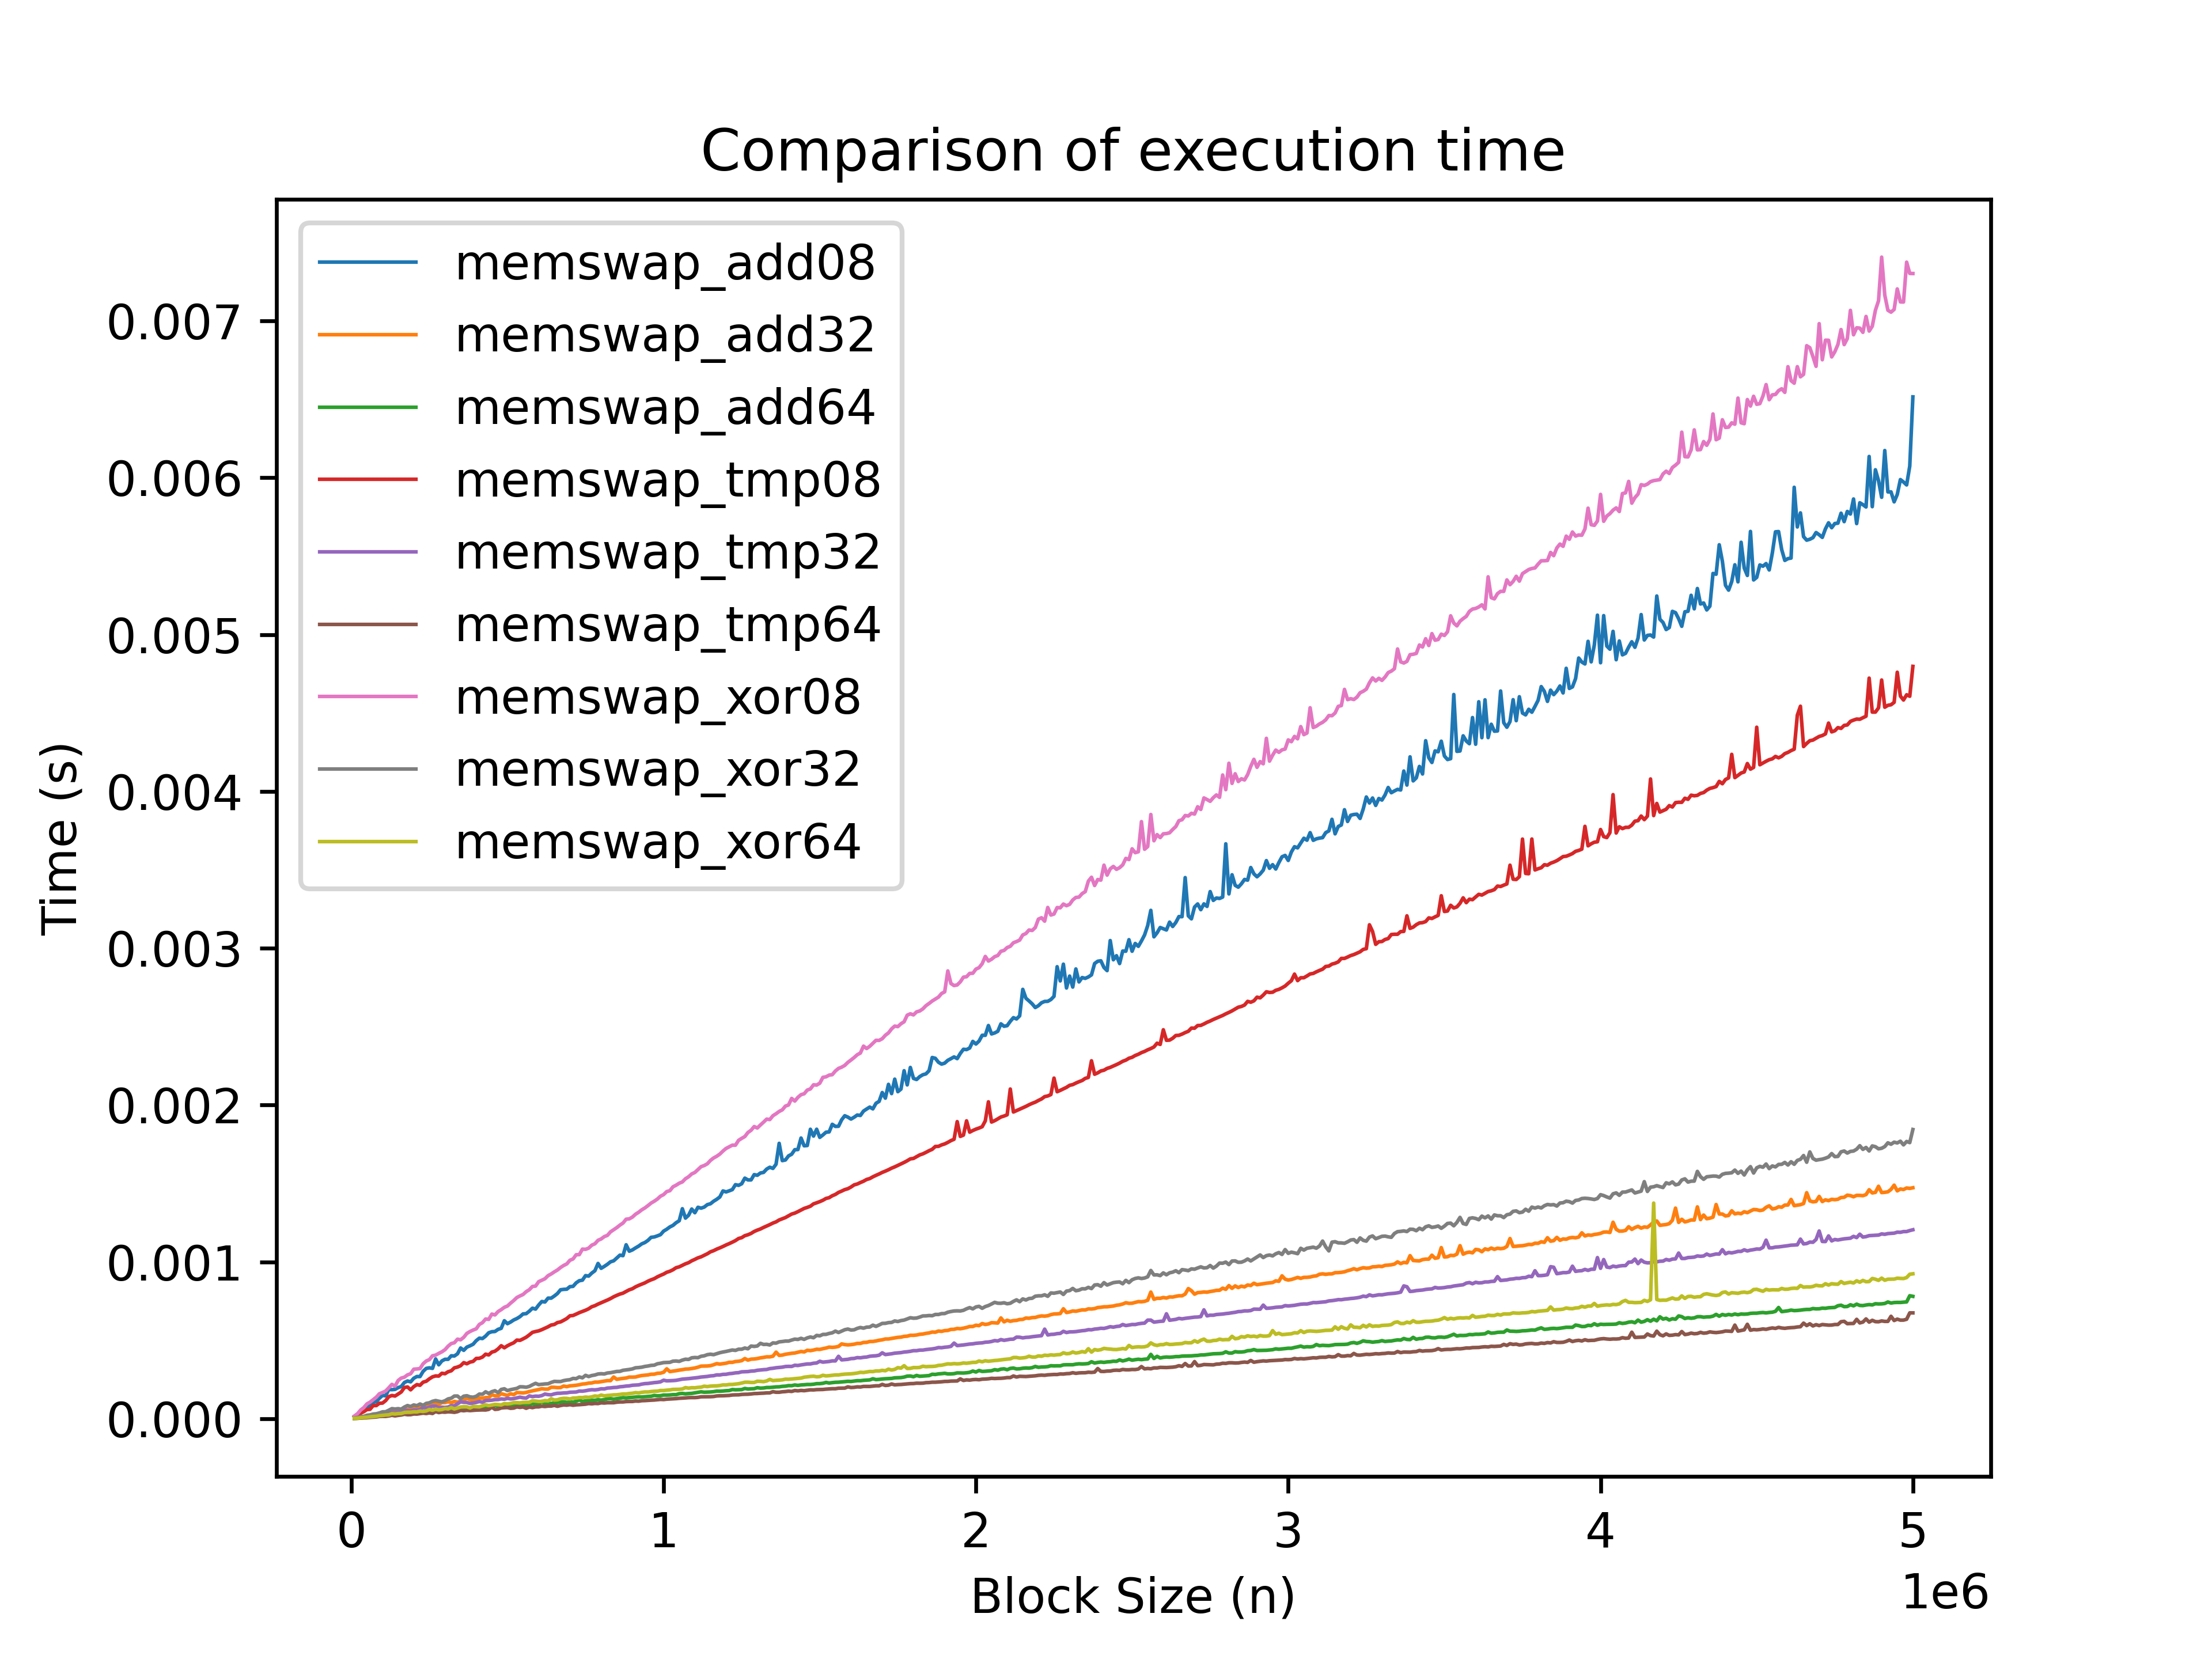 Comparison of execution time
memswap_add08
memswap_add32
memswap_add64
memswap_tmp08
memswap_tmp32
memswap_tmp64
memswap_xor08
memswap_xor32
memswap_xor64
Time (s)
0.007
0.006
0.005
0.004
0.003
0.002
0.001
0.000
0 1 2 3 4 5
1e6
Block Size (n)